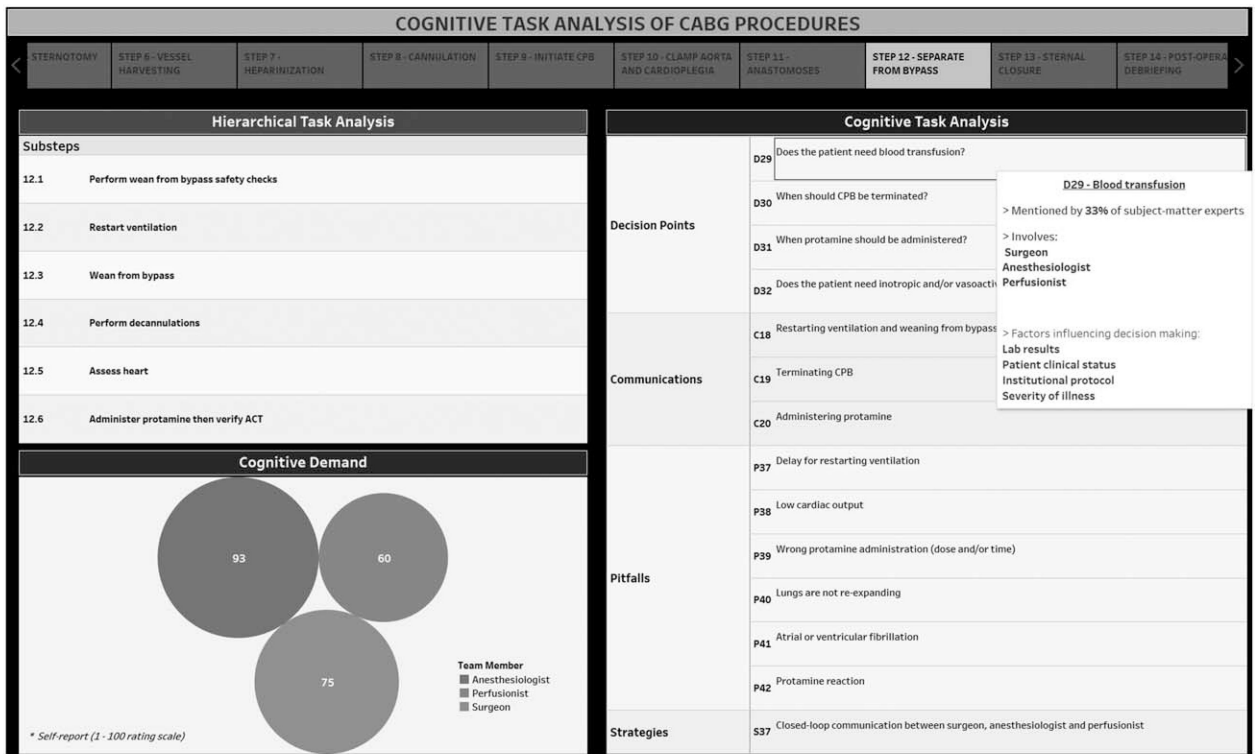 COGNITIVE TASK ANALYSIS OF CABG PROCEDURES
STERNOTOMY
STEP 6 - VESSEL
HARVESTING
STEP 7 -
HEPARINIZATION
STEP 8 - CANNULATION
STEP 9 - INITIATE CPB
STEP 10 - CLAMP AORTA
AND CARDIOPLEGIA
STEP 11 -
ANASTOMOSES
STEP 12 - SEPARATE
FROM BYPASS
STEP 13 - STERNAL
CLOSURE
STEP 14 - POST-OPERA
DEBRIEFING
Hierarchical Task Analysis
Substeps
12.1 Perform wean from bypass safety checks
12.2 Restart ventilation
12.3 Wean from bypass
12.4 Perform decannulations
12.5 Assess heart
12.6 Administer protamine then verify ACT
Cognitive Demand
93
60
75
Team Member
Anesthesiologist
Perfusionist
Surgeon
* Self-report (1 - 100 rating scale)
Cognitive Task Analysis
Decision Points
D29 Does the patient need blood transfusion?
D30 When should CPB be terminated?
D31 When protamine should be administered?
D32 Does the patient need inotropic and/or vasoacti
Communications
C18 Restarting ventilation and weaning from bypass
C19 Terminating CPB
C20 Administering protamine
Pitfalls
P37 Delay for restarting ventilation
P38 Low cardiac output
P39 Wrong protamine administration (dose and/or time)
P40 Lungs are not re-expanding
P41 Atrial or ventricular fibrillation
P42 Protamine reaction
Strategies
S37 Closed-loop communication between surgeon, anesthesiologist and perfusionist
D29 - Blood transfusion
> Mentioned by 33% of subject-matter experts
> Involves:
Surgeon
Anesthesiologist
Perfusionist
> Factors influencing decision making:
Lab results
Patient clinical status
Institutional protocol
Severity of illness